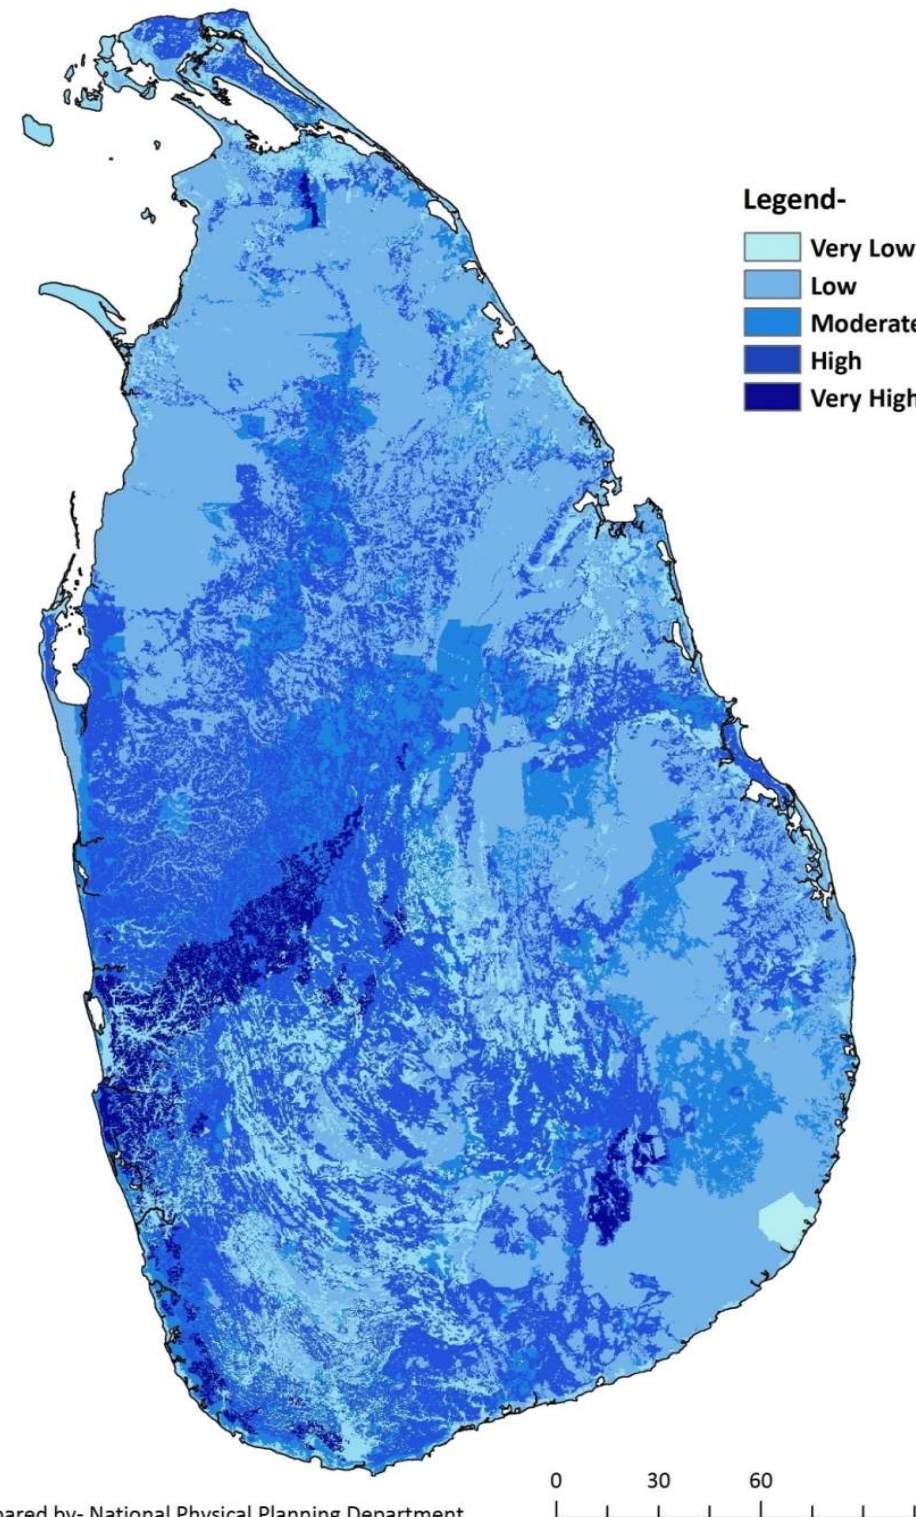 Legend-
Very Low
Low
Moderate
High
Very High
0 30 60
pared by- National Physical Planning Department